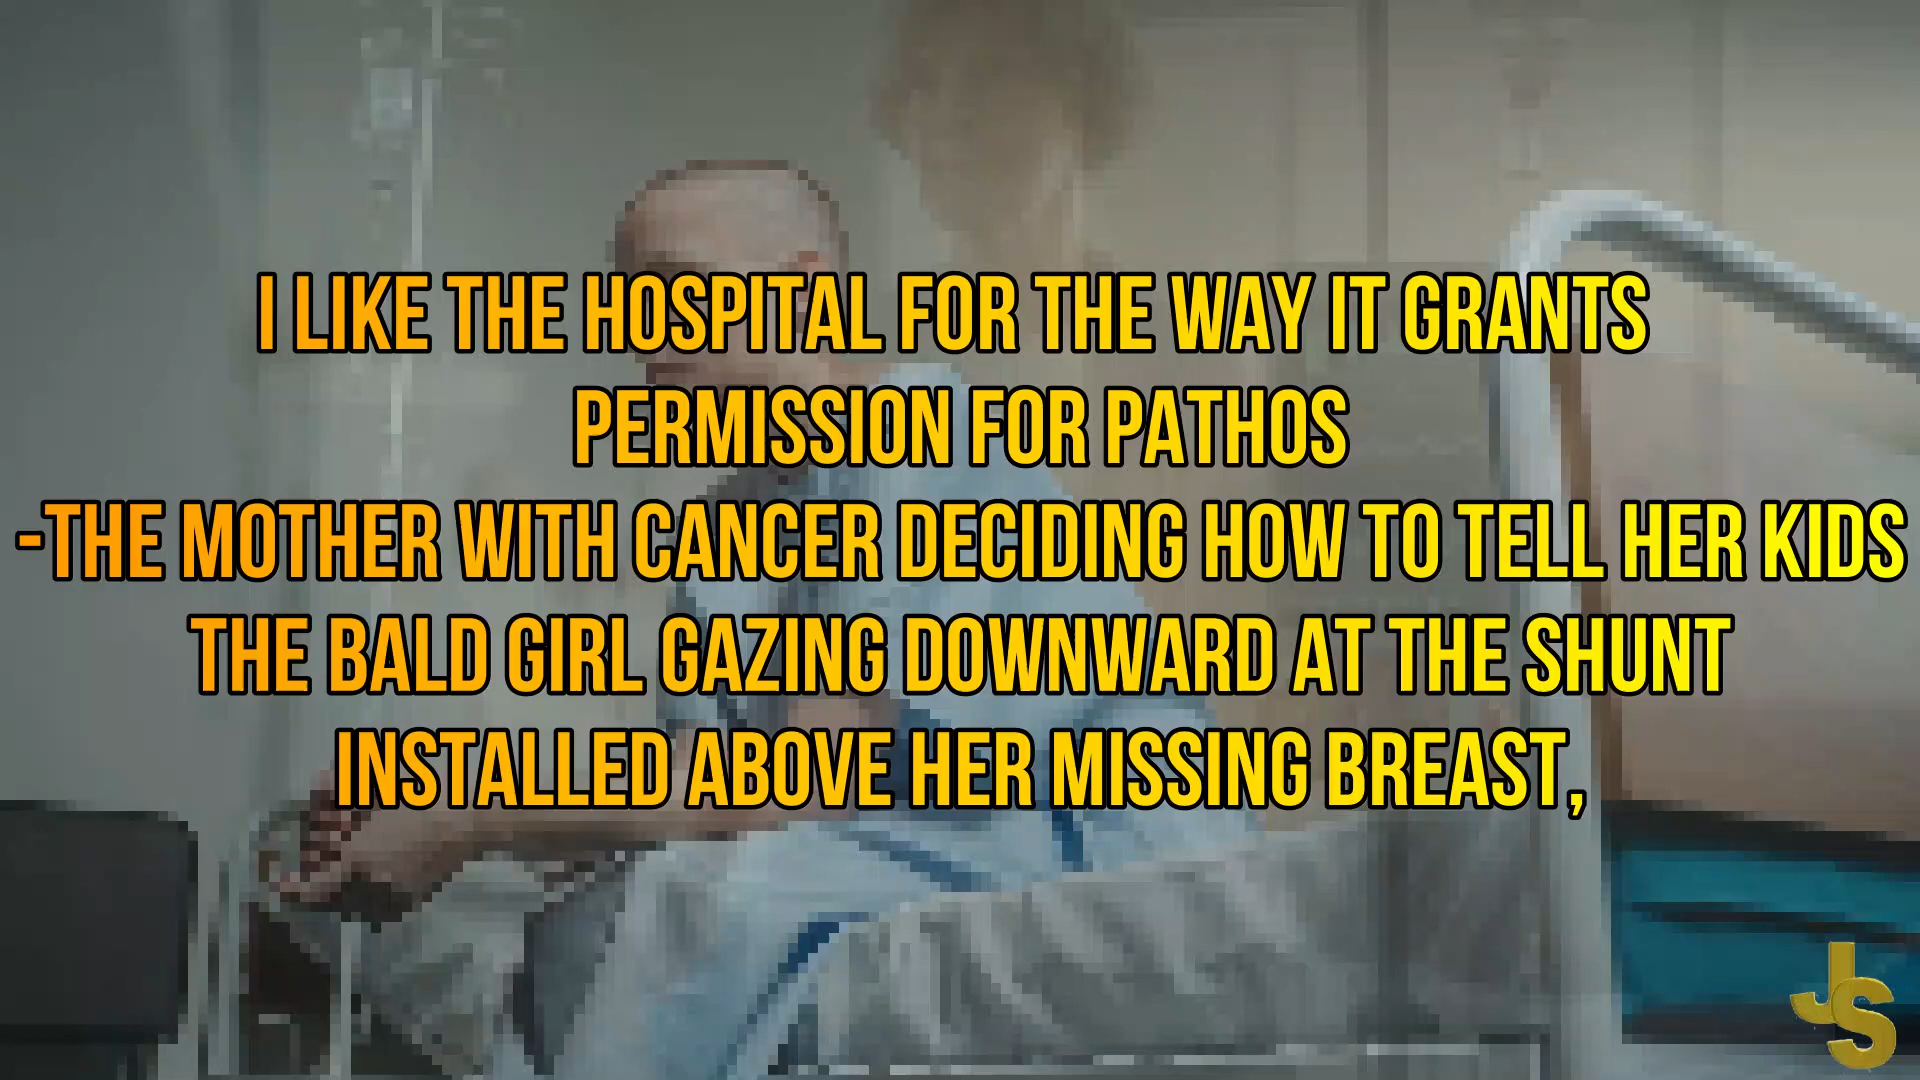 I LIKE THE HOSPITAL FOR THE WAY IT GRANTS
PERMISSION FOR PATHOS
-THE MOTHER WITH CANCER DECIDING HOW TO TELL HER KIDS
THE BALD GIRL GAZING DOWNWARD AT THE SHUNT
INSTALLED ABOVE HER MISSING BREAST,
JS